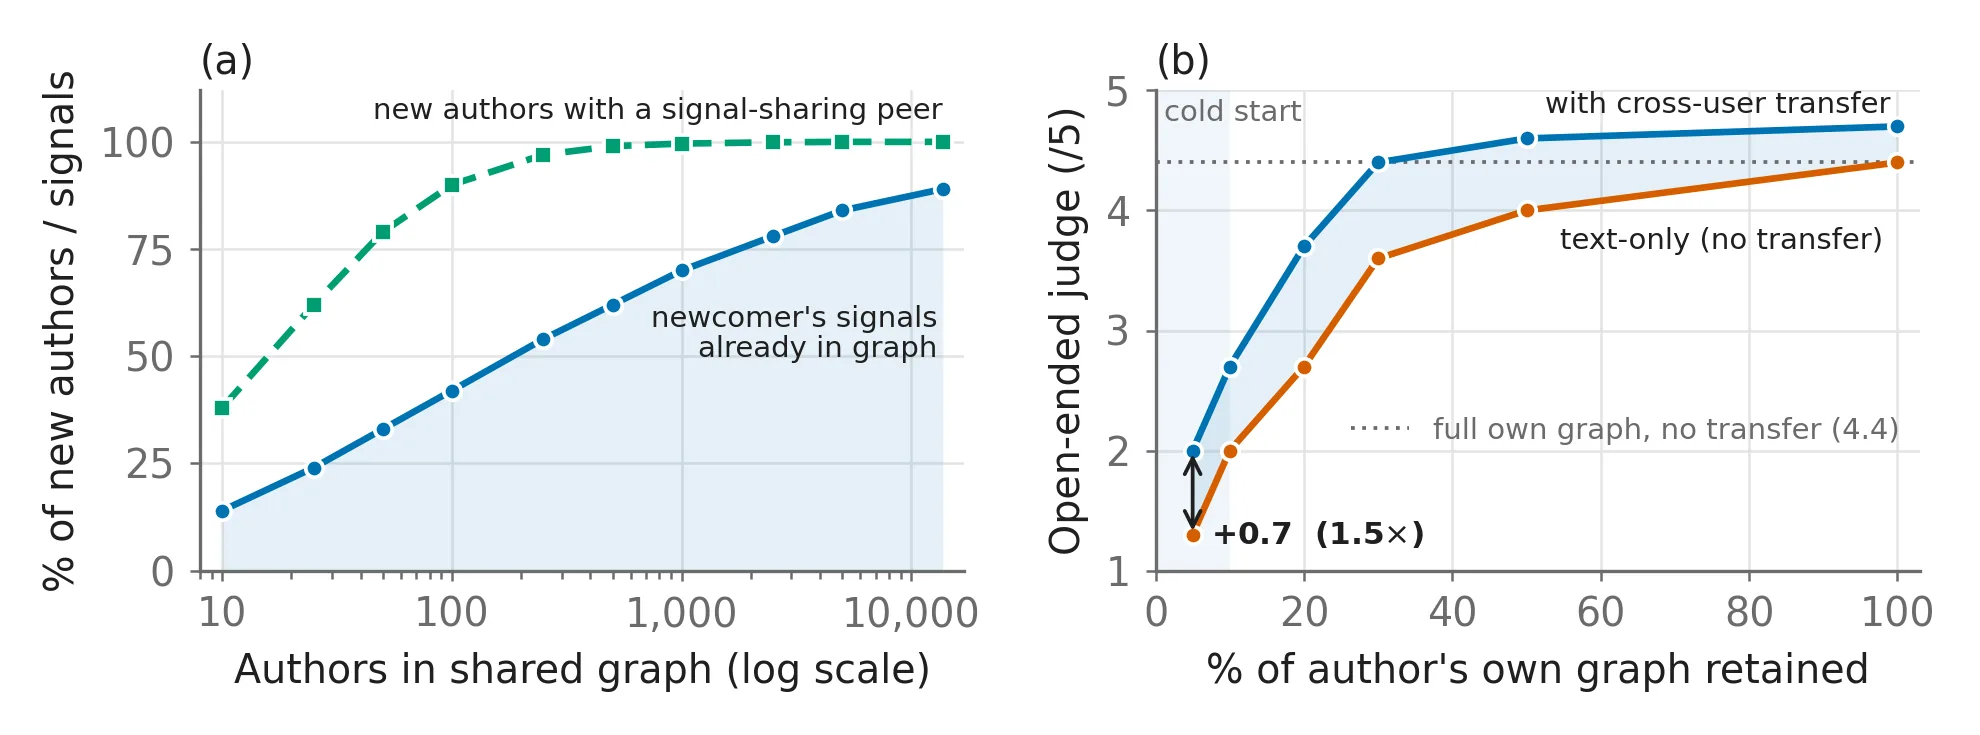 (a)
% of new authors / signals
new authors with a signal-sharing peer
newcomer's signals
already in graph
100
75
50
25
0
10
100
1,000
10,000
Authors in shared graph (log scale)
(b)
Open-ended judge (/5)
cold start
with cross-user transfer
text-only (no transfer)
full own graph, no transfer (4.4)
+0.7 (1.5×)
5
4
3
2
1
0
20
40
60
80
100
% of author's own graph retained